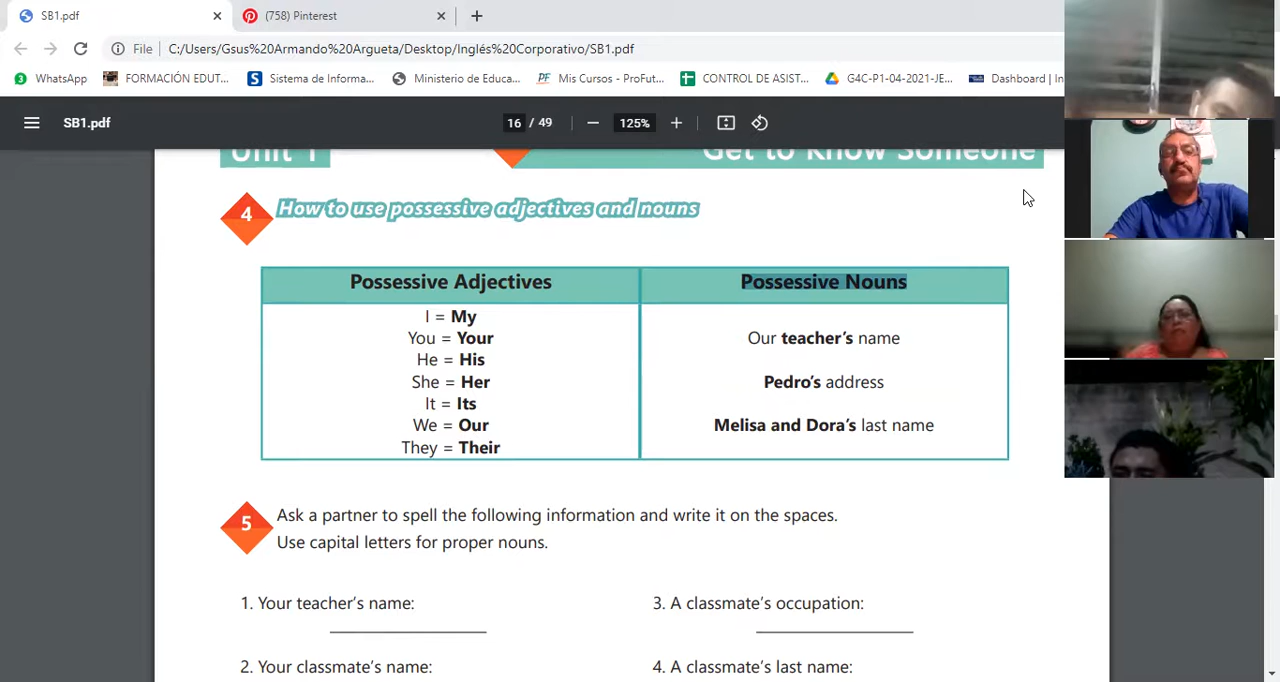 SB1.pdf
(758) Pinterest
File
C:/Users/Gsus%20Armando%20Argueta/Desktop/Inglés%20Corporativo/SB1.pdf
3 WhatsApp
FORMACIÓN EDUT...
S Sistema de Informa...
Ministerio de Educa...
PF Mis Cursos - ProFut...
CONTROL DE ASIST...
G4C-P1-04-2021-JE...
Dashboard | In
SB1.pdf
16 / 49
125%
Unit 1
Get to Know Someone
4
How to use possessive adjectives and nouns
Possessive Adjectives
I = My
You = Your
He = His
She = Her
It = Its
We = Our
They = Their
Possessive Nouns
Our teacher's name
Pedro's address
Melisa and Dora's last name
5
Ask a partner to spell the following information and write it on the spaces.
Use capital letters for proper nouns.
1. Your teacher's name:
2. Your classmate's name:
3. A classmate's occupation:
4. A classmate's last name: